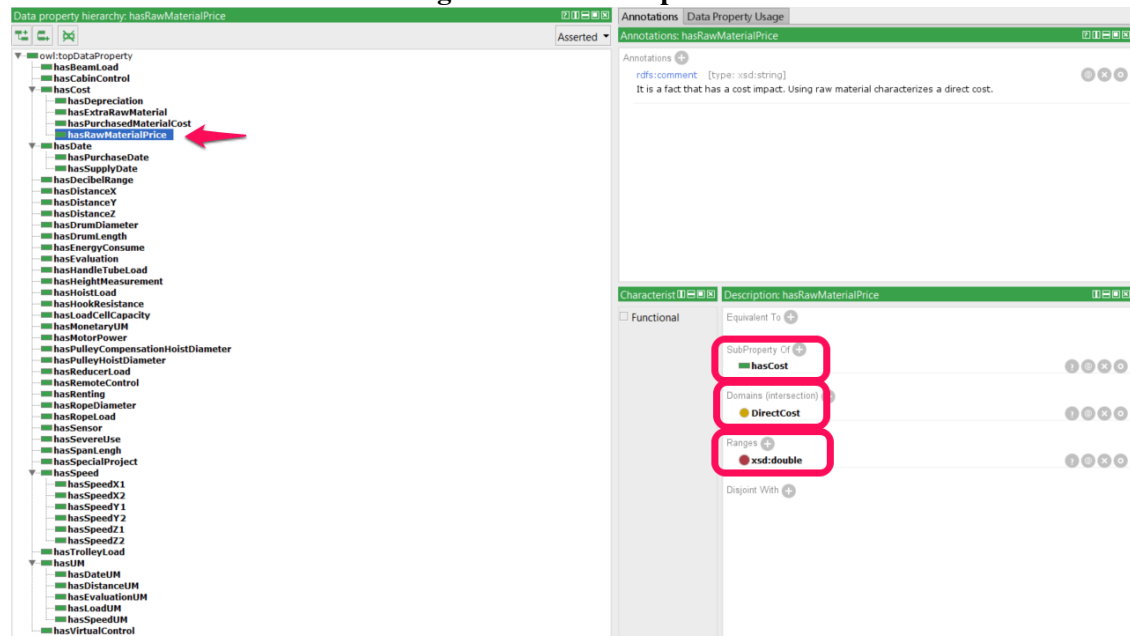 Data property hierarchy: hasRawMaterialPrice
Asserted
owl:topDataProperty
hasBeamLoad
hasCabinControl
hasCost
hasDepreciation
hasExtraRawMaterial
hasPurchasedMaterialCost
hasRawMaterialPrice
hasDate
hasPurchaseDate
hasSupplyDate
hasDecibelRange
hasDistanceX
hasDistanceY
hasDistanceZ
hasDrumDiameter
hasDrumLength
hasEnergyConsume
hasEvaluation
hasHandleTubeLoad
hasHeightMeasurement
hasHoistLoad
hasHookResistance
hasLoadCellCapacity
hasMonetaryUM
hasMotorPower
hasPulleyCompensationHoistDiameter
hasPulleyHoistDiameter
hasReducerLoad
hasRemoteControl
hasRenting
hasRopeDiameter
hasRopeLoad
hasSensor
hasSevereUse
hasSpanLengh
hasSpecialProject
hasSpeed
hasSpeedX1
hasSpeedX2
hasSpeedY1
hasSpeedY2
hasSpeedZ1
hasSpeedZ2
hasTrolleyLoad
hasUM
hasDateUM
hasDistanceUM
hasEvaluationUM
hasLoadUM
hasSpeedUM
hasVirtualControl
Annotations Data Property Usage
Annotations: hasRawMaterialPrice
Annotations
rdfs:comment [type: xsd:string]
It is a fact that has a cost impact. Using raw material characterizes a direct cost.
Characterist
Functional
Description: hasRawMaterialPrice
Equivalent To
SubProperty Of
hasCost
Domains (intersection)
DirectCost
Ranges
xsd:double
Disjoint With